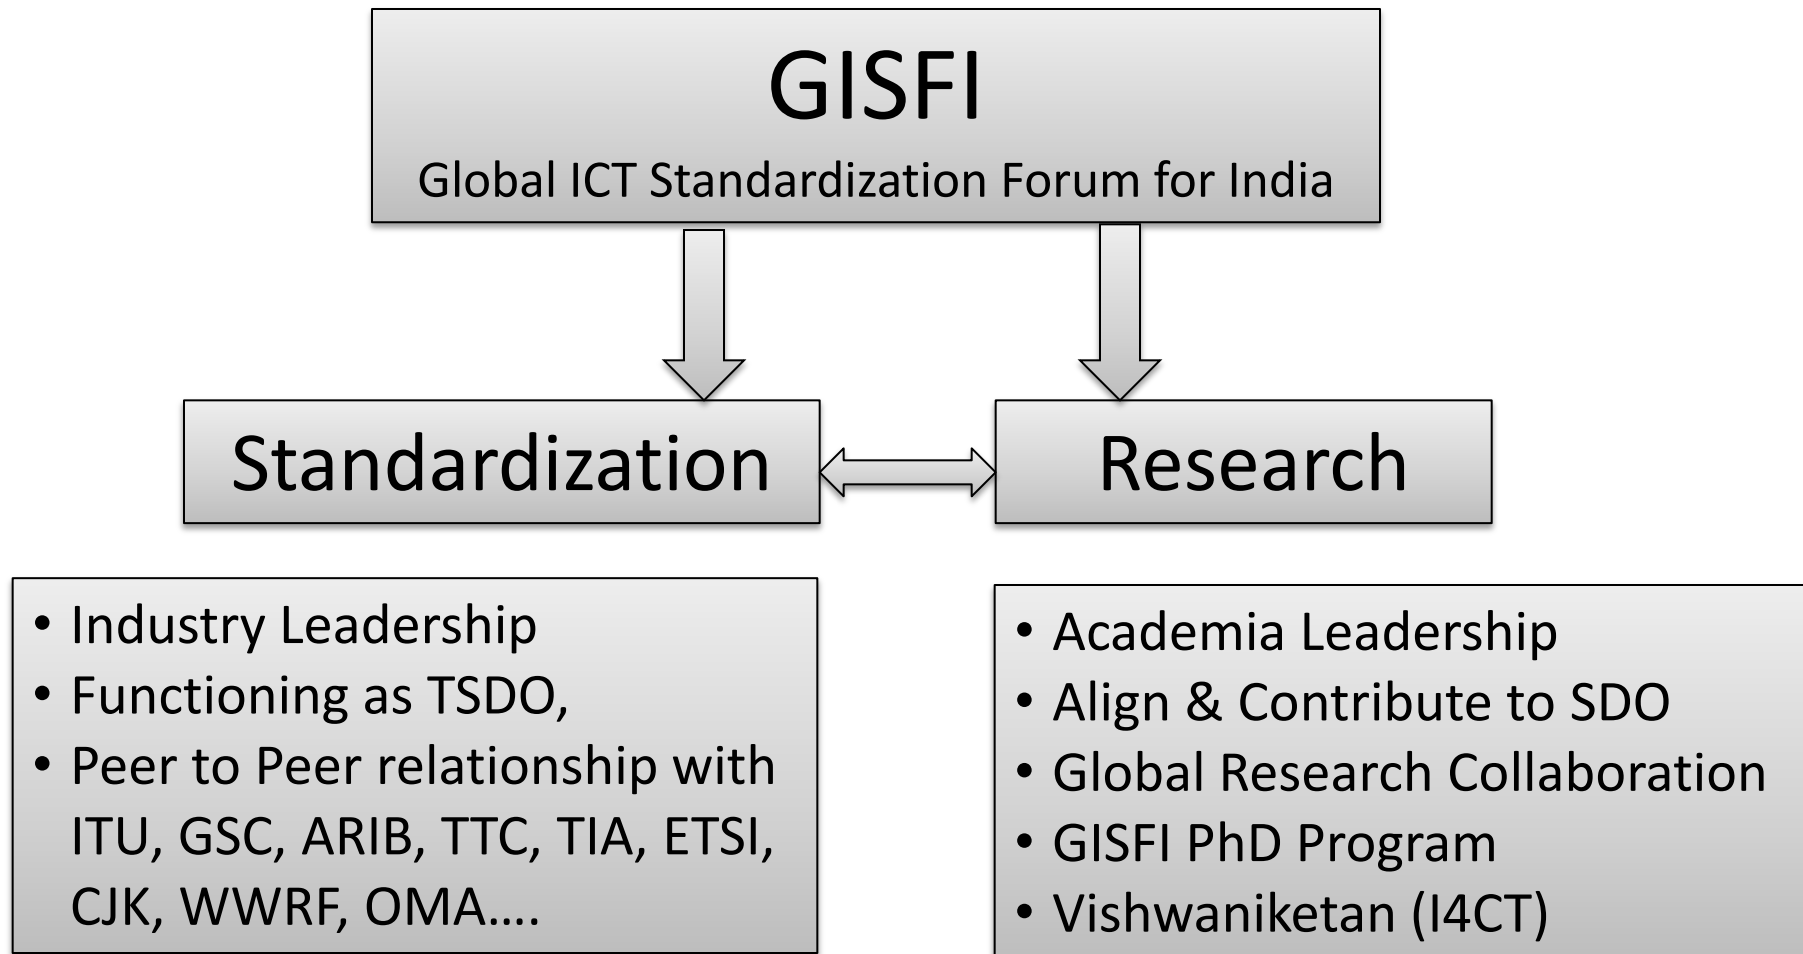 GISFI
Global ICT Standardization Forum for India
Standardization
Research
• Industry Leadership
• Functioning as TSDO,
• Peer to Peer relationship with
ITU, GSC, ARIB, TTC, TIA, ETSI,
CJK, WWRF, OMA....
• Academia Leadership
• Align & Contribute to SDO
• Global Research Collaboration
• GISFI PhD Program
• Vishwaniketan (I4CT)